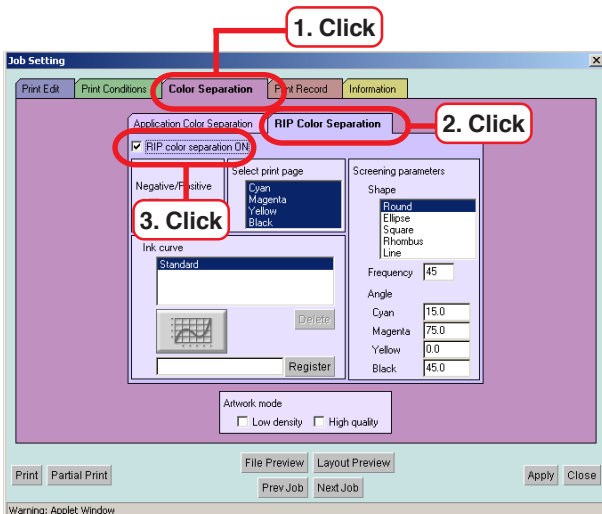 1. Click
Job Setting
Print Edit Print Conditions Color Separation Print Record Information
Application Color Separation RIP Color Separation
2. Click
RIP color separation ON
Negative/Positive
3. Click
Select print page
Cyan
Magenta
Yellow
Black
Screening parameters
Shape
Round
Ellipse
Square
Rhombus
Line
Frequency 45
Angle
Cyan 15.0
Magenta 75.0
Yellow 0.0
Black 45.0
Ink curve
Standard
Delete
Register
Artwork mode
Low density High quality
File Preview Layout Preview
Print Partial Print
Prev Job Next Job
Apply Close
Warning: Applet Window